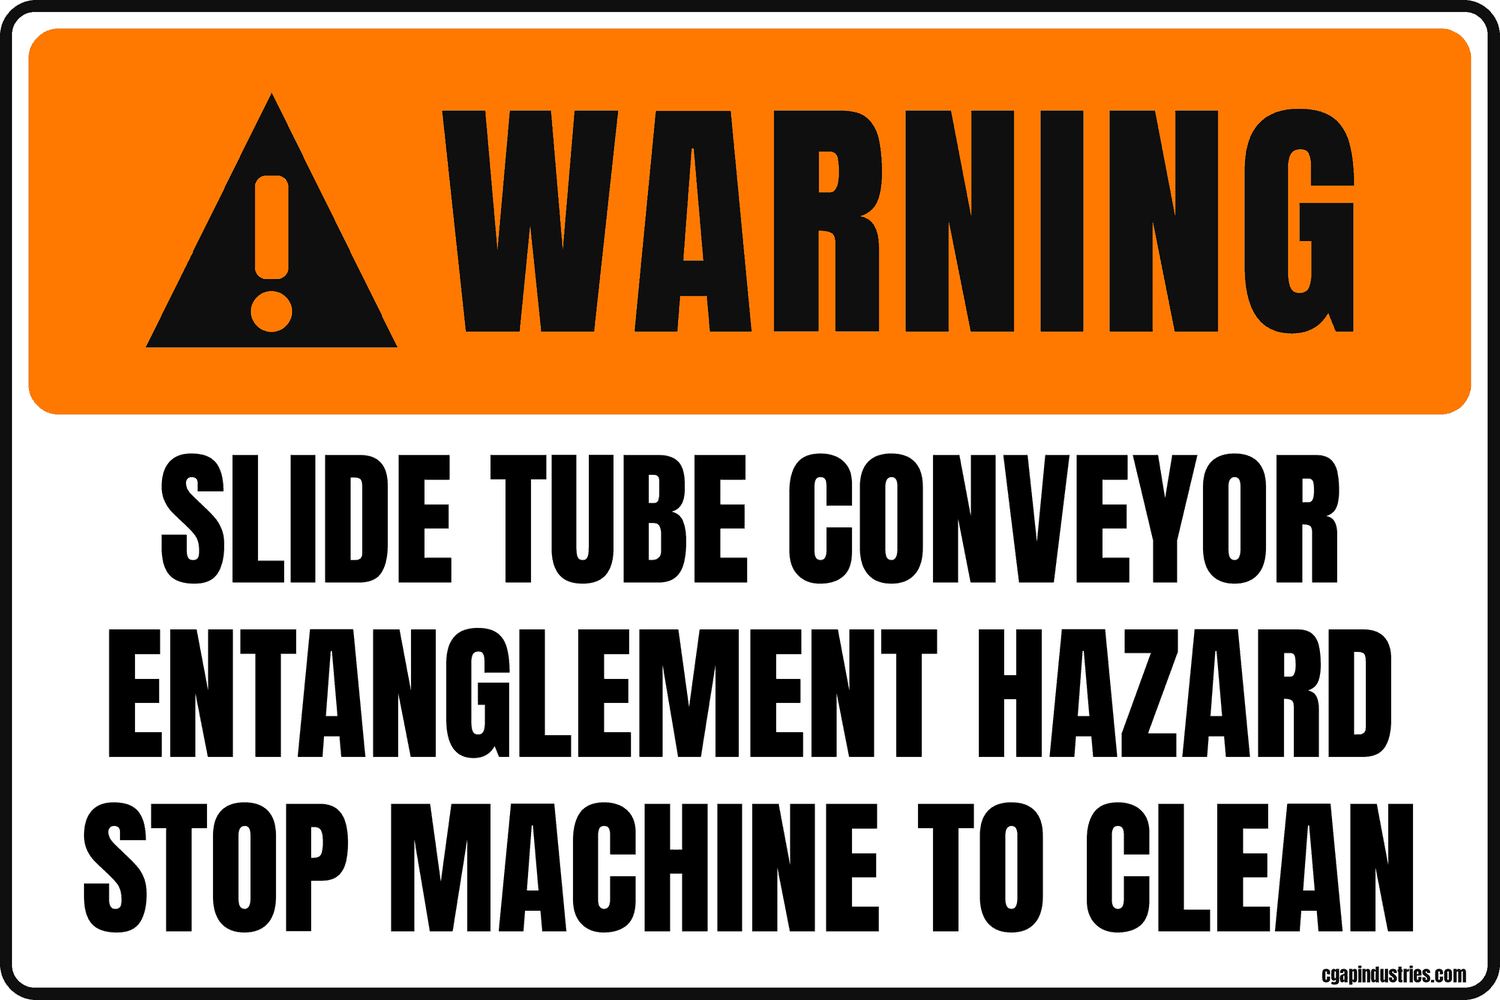 WARNING
SLIDE TUBE CONVEYOR
ENTANGLEMENT HAZARD
STOP MACHINE TO CLEAN
cgapindustries.com